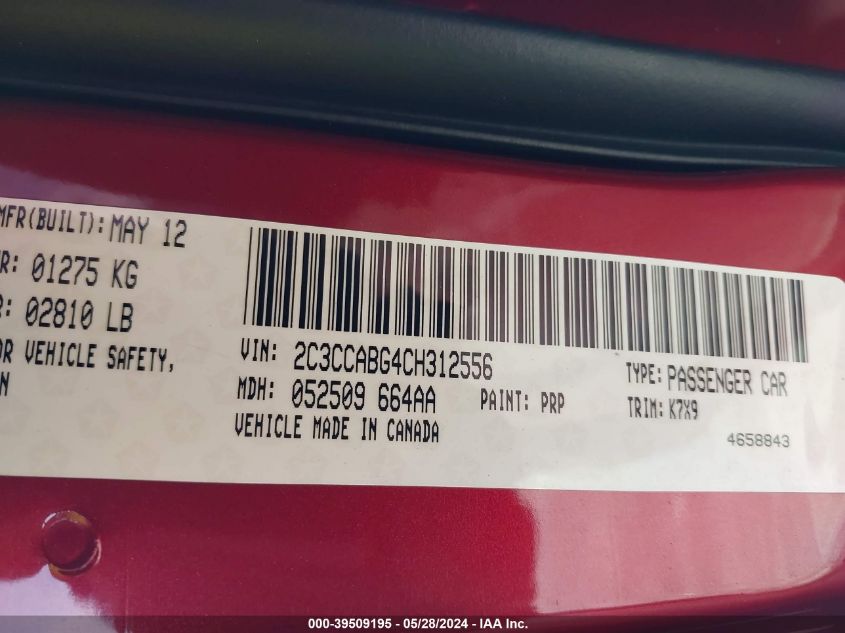 MFR(BUILT): MAY 12
R: 01275 KG
R: 02810 LB
OR VEHICLE SAFETY,
N
VIN: 2C3CCABG4CH312556
MDH: 052509 664AA PAINT: PRP
VEHICLE MADE IN CANADA
TYPE: PASSENGER CAR
TRIM: K7X9
4658843
000-39509195 - 05/28/2024 - IAA Inc.